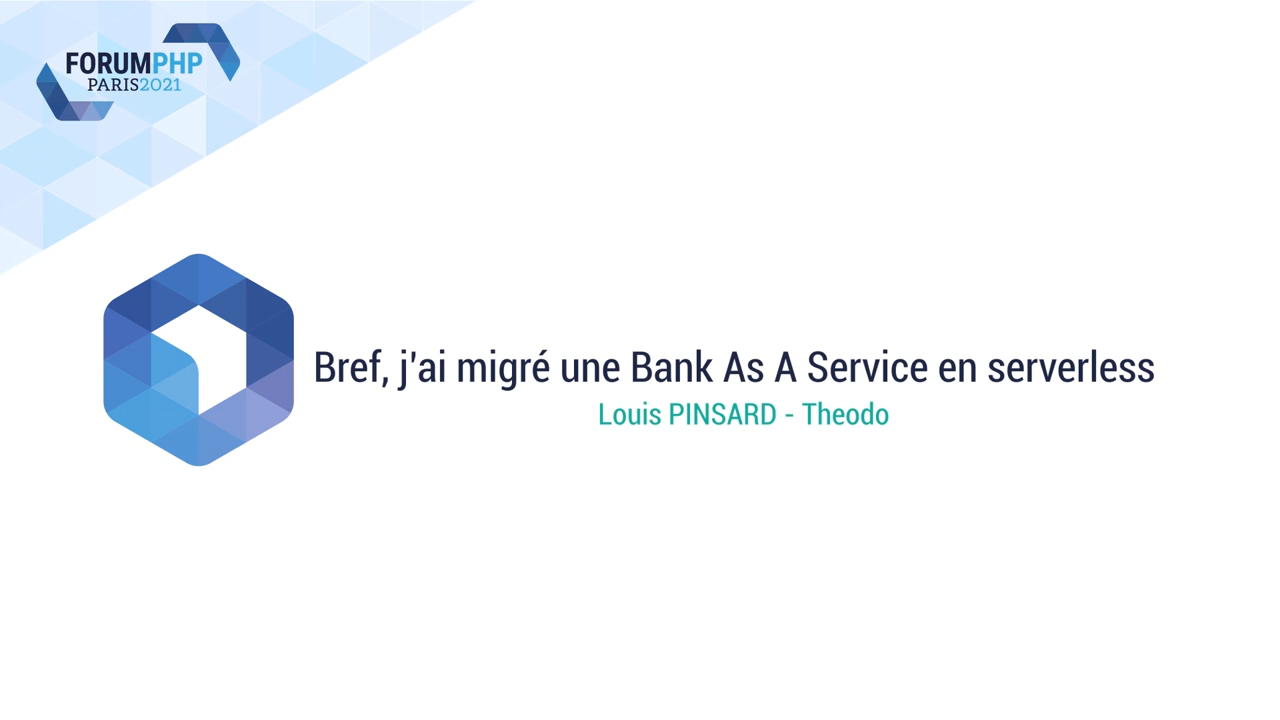 FORUMPHP
PARIS2021
Bref, j'ai migré une Bank As A Service en serverless
Louis PINSARD - Theodo